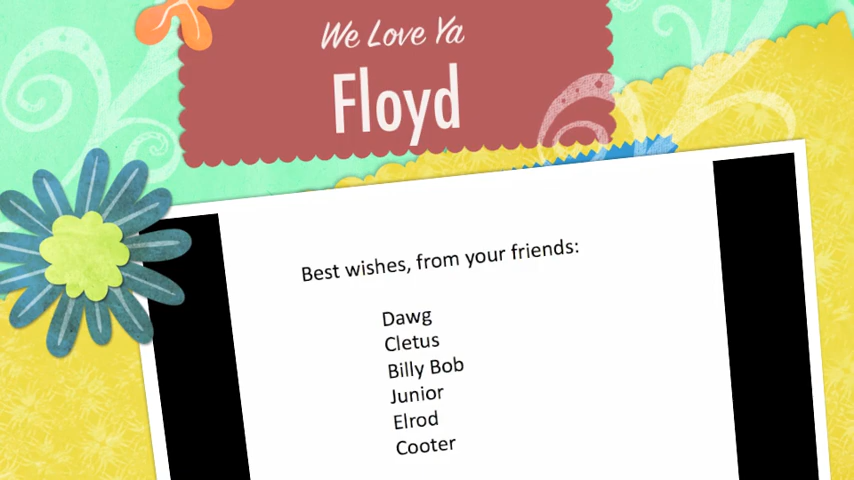 We Love Ya
Floyd
Best wishes, from your friends:
Dawg
Cletus
Billy Bob
Junior
Elrod
Cooter